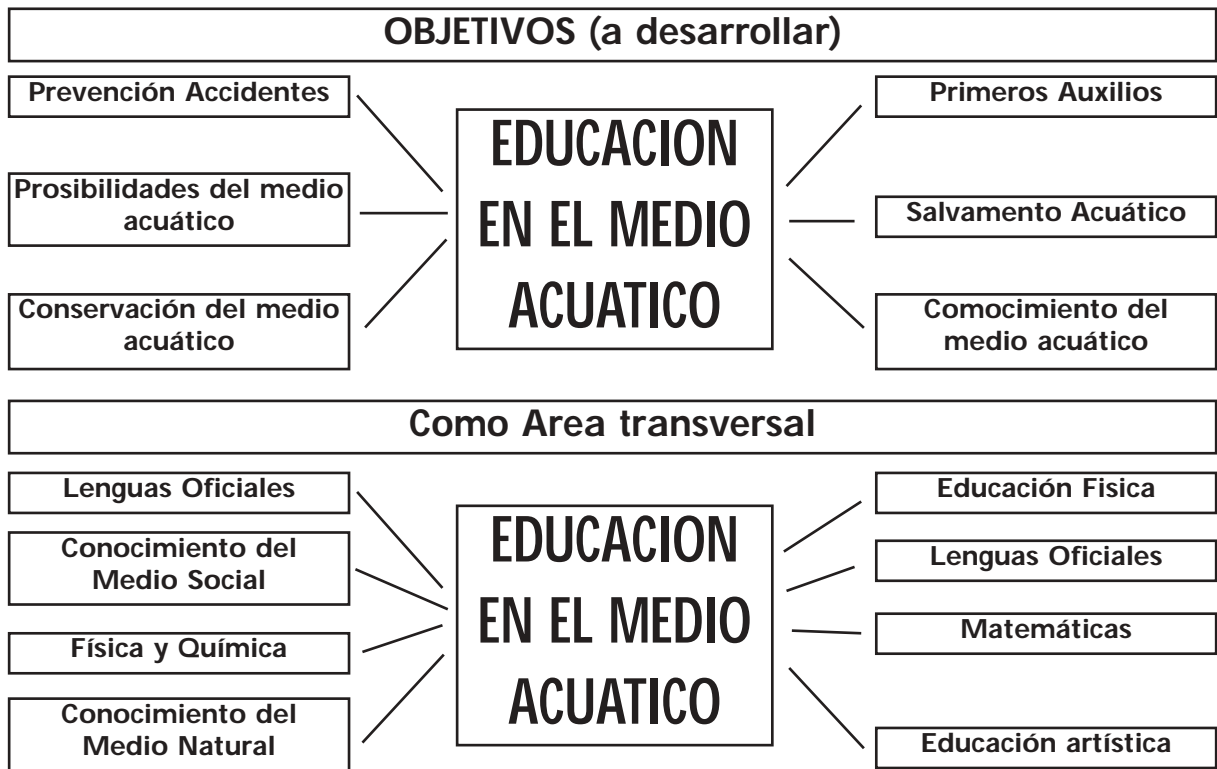 OBJETIVOS (a desarrollar)
Prevención Accidentes
Prosibilidades del medio
acuático
Conservación del medio
acuático
EDUCACION
EN EL MEDIO
ACUATICO
Primeros Auxilios
Salvamento Acuático
Comocimiento del
medio acuático
Como Area transversal
Lenguas Oficiales
Conocimiento del
Medio Social
Física y Química
Conocimiento del
Medio Natural
EDUCACION
EN EL MEDIO
ACUATICO
Educación Fisica
Lenguas Oficiales
Matemáticas
Educación artística